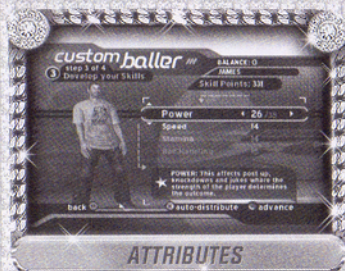 custom baller ///
3 step 3 of 4
Develop your Skills
BALANCE: 0
JAMES
Skill Points: 331
Power 26
Speed 14
Stamina 14
POWER: This affects post up,
knockdowns and jukes where the
strength of the player determines
the outcome.
back auto-distribute advance
ATTRIBUTES